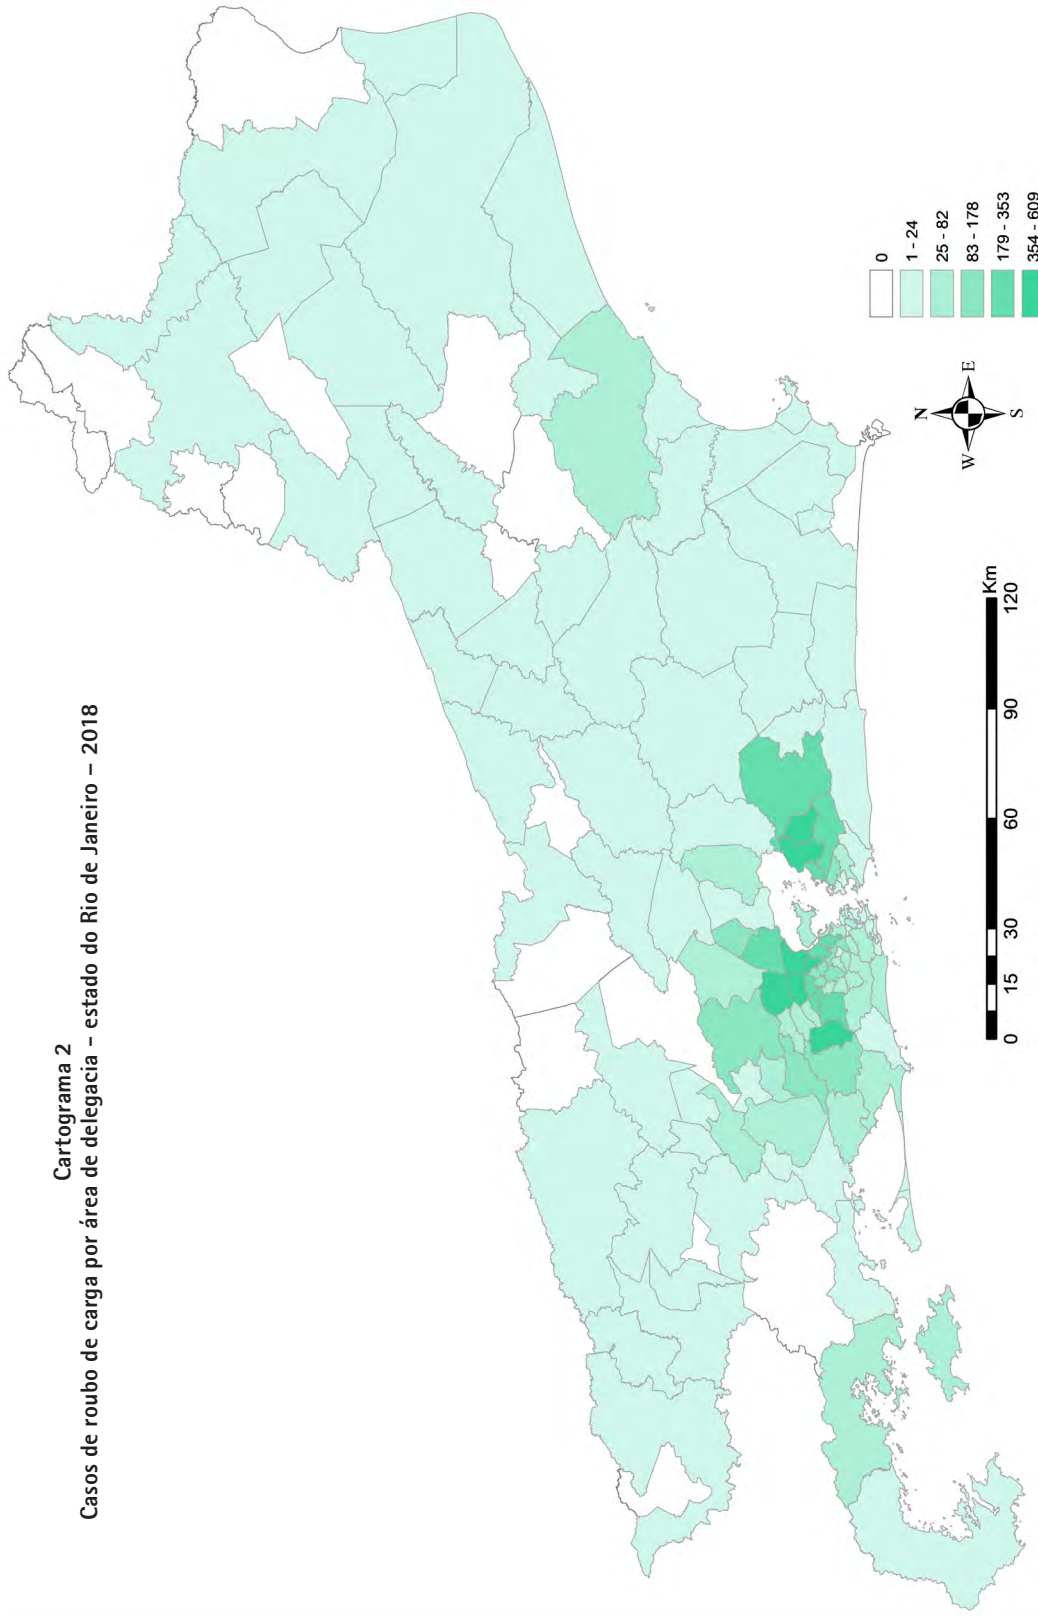 Cartograma 2
Casos de roubo de carga por área de delegacia – estado do Rio de Janeiro – 2018
0
1 - 24
25 - 82
83 - 178
179 - 353
354 - 609
N
W
E
S
Km
0 15 30 60 90 120